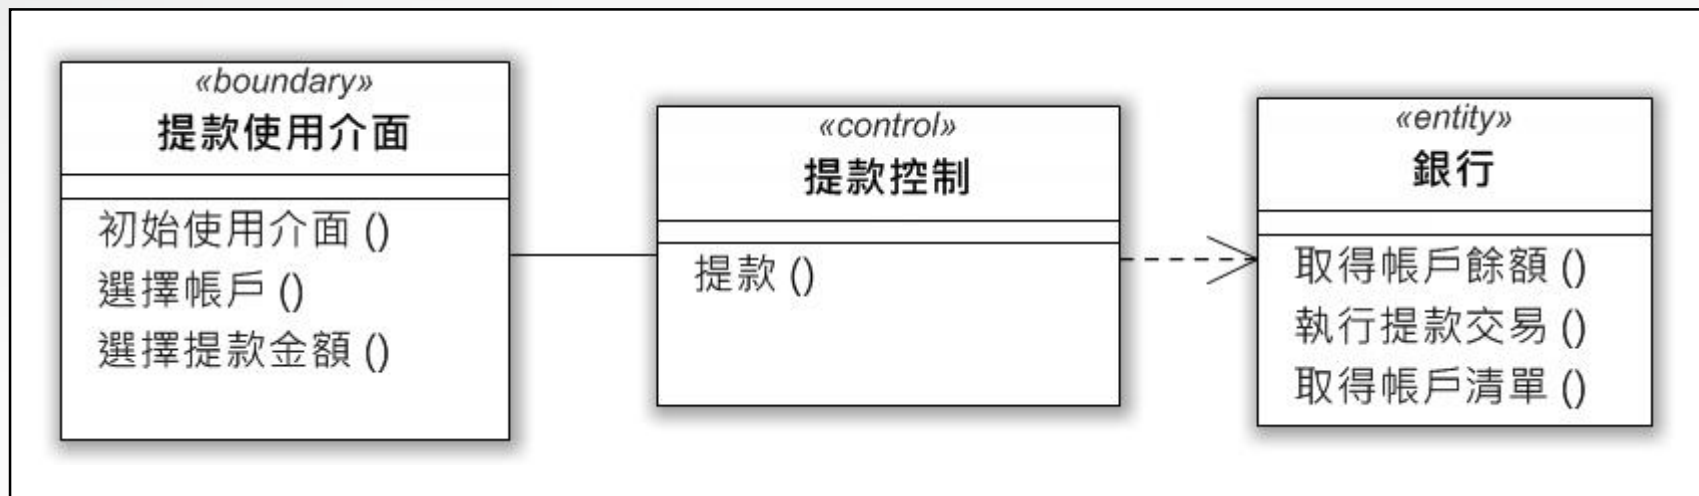 «boundary»
提款使用介面
初始使用介面 ()
選擇帳戶 ()
選擇提款金額 ()
«control»
提款控制
提款 ()
«entity»
銀行
取得帳戶餘額 ()
執行提款交易 ()
取得帳戶清單 ()